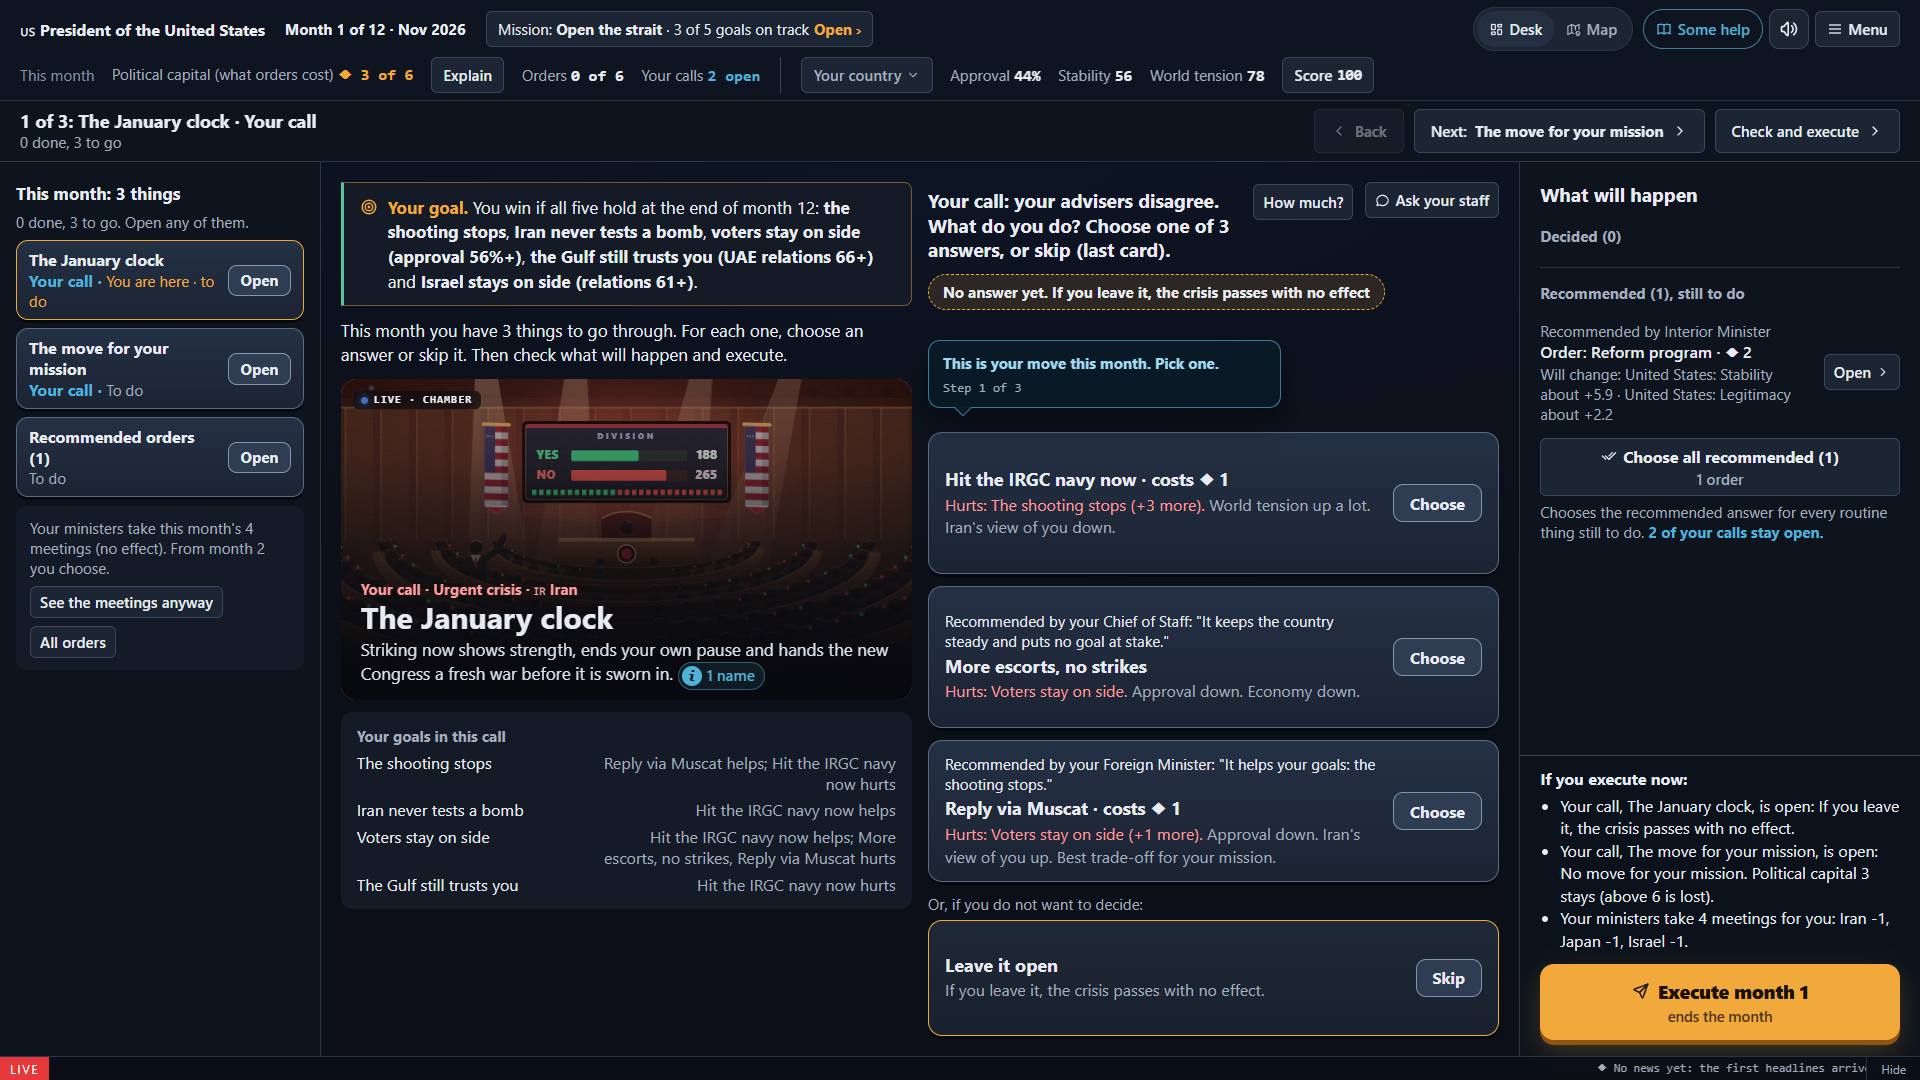 US President of the United States
Month 1 of 12 · Nov 2026
Mission: Open the strait · 3 of 5 goals on track Open ›
Desk
Map
Some help
Menu
This month
Political capital (what orders cost) ◆ 3 of 6
Explain
Orders 0 of 6
Your calls 2 open
Your country
Approval 44%
Stability 56
World tension 78
Score 100
1 of 3: The January clock · Your call
0 done, 3 to go
Back
Next: The move for your mission
Check and execute
This month: 3 things
0 done, 3 to go. Open any of them.
The January clock
Your call · You are here · to
do
Open
The move for your
mission
Your call · To do
Open
Recommended orders
(1)
To do
Open
Your ministers take this month's 4
meetings (no effect). From month 2
you choose.
See the meetings anyway
All orders
Your goal. You win if all five hold at the end of month 12: the
shooting stops, Iran never tests a bomb, voters stay on side
(approval 56%+), the Gulf still trusts you (UAE relations 66+)
and Israel stays on side (relations 61+).
This month you have 3 things to go through. For each one, choose an
answer or skip it. Then check what will happen and execute.
LIVE · CHAMBER
DIVISION
YES 188
NO 265
Your call · Urgent crisis · IR Iran
The January clock
Striking now shows strength, ends your own pause and hands the new
Congress a fresh war before it is sworn in. i 1 name
Your goals in this call
The shooting stops
Reply via Muscat helps; Hit the IRGC navy
now hurts
Iran never tests a bomb
Hit the IRGC navy now helps
Voters stay on side
Hit the IRGC navy now helps; More
escorts, no strikes, Reply via Muscat hurts
The Gulf still trusts you
Hit the IRGC navy now hurts
Your call: your advisers disagree.
What do you do? Choose one of 3
answers, or skip (last card).
How much?
Ask your staff
No answer yet. If you leave it, the crisis passes with no effect
This is your move this month. Pick one.
Step 1 of 3
Hit the IRGC navy now · costs ◆ 1
Hurts: The shooting stops (+3 more). World tension up a lot.
Iran's view of you down.
Choose
Recommended by your Chief of Staff: "It keeps the country
steady and puts no goal at stake."
More escorts, no strikes
Hurts: Voters stay on side. Approval down. Economy down.
Choose
Recommended by your Foreign Minister: "It helps your goals: the
shooting stops."
Reply via Muscat · costs ◆ 1
Hurts: Voters stay on side (+1 more). Approval down. Iran's
view of you up. Best trade-off for your mission.
Choose
Or, if you do not want to decide:
Leave it open
If you leave it, the crisis passes with no effect.
Skip
What will happen
Decided (0)
Recommended (1), still to do
Recommended by Interior Minister
Order: Reform program · ◆ 2
Will change: United States: Stability
about +5.9 · United States: Legitimacy
about +2.2
Open
Choose all recommended (1)
1 order
Chooses the recommended answer for every routine
thing still to do. 2 of your calls stay open.
If you execute now:
• Your call, The January clock, is open: If you leave
it, the crisis passes with no effect.
• Your call, The move for your mission, is open:
No move for your mission. Political capital 3
stays (above 6 is lost).
• Your ministers take 4 meetings for you: Iran -1,
Japan -1, Israel -1.
Execute month 1
ends the month
LIVE
◆ No news yet: the first headlines
Hide